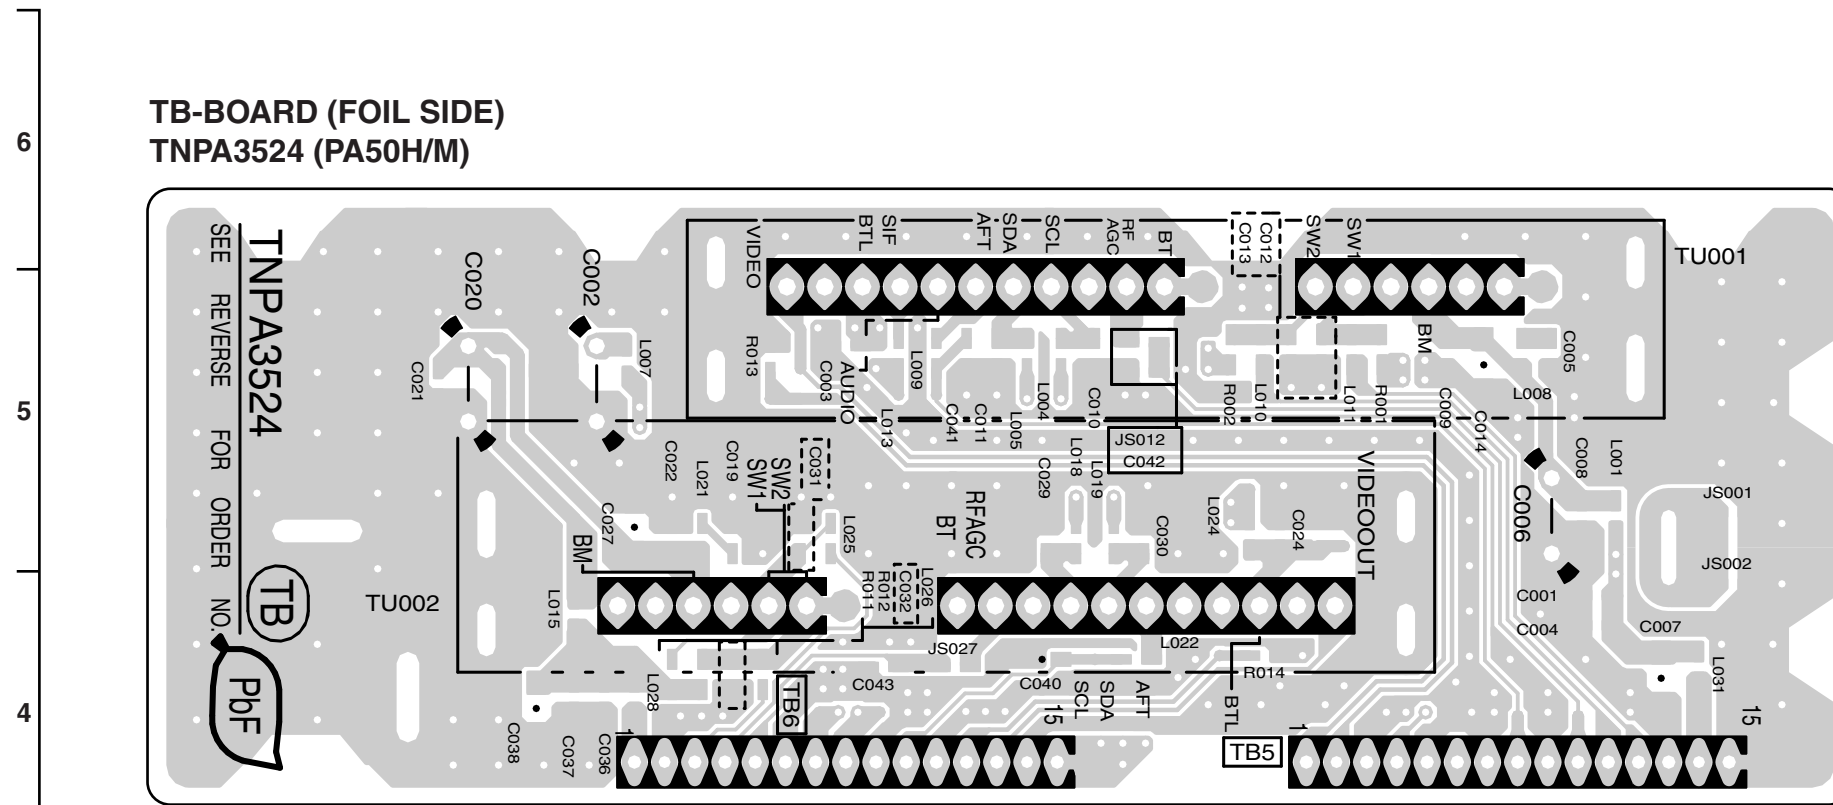 6
5
4
TB-BOARD (FOIL SIDE)
TNPA3524 (PA50H/M)
SEE REVERSE FOR ORDER NO.
TNPA3524
TB
PbF
C020
C002
C021
L007
VIDEO
BTL
SIF
AFT
SDA
SCL
RF
AGC
BT
C013
C012
SW2
SW1
TU001
R013
C003
AUDIO
L009
L013
C041
C011
L005
L004
C010
R002
L010
L011
R001
BM
C009
C014
L008
C005
JS012
C042
C022
L021
C019
SW1
SW2
C031
C029
L018
L019
VIDEOOUT
C008
L001
JS001
C006
C027
BM
L025
RFAGC
BT
C030
L024
C024
JS002
TU002
L015
R011
R012
C032
L026
C001
C004
C007
JS027
L022
L028
TB6
C043
C040
SCL
SDA
AFT
BTL
R014
L031
C038
C037
C036
1
15
TB5
1
15